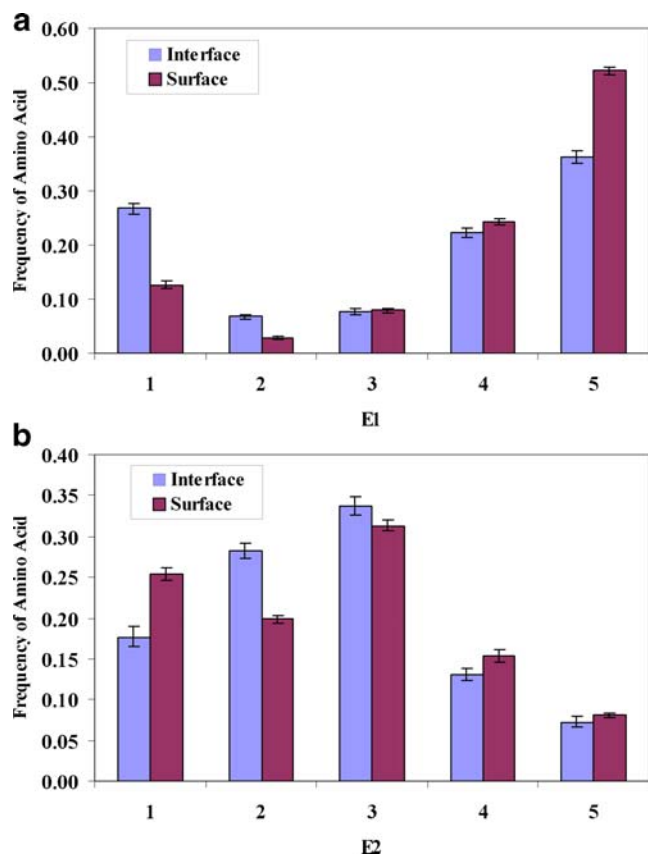 a
Frequency of Amino Acid
0.60
0.50
0.40
0.30
0.20
0.10
0.00
Interface
Surface
1 2 3 4 5
E1
b
Frequency of Amino Acid
0.40
0.35
0.30
0.25
0.20
0.15
0.10
0.05
0.00
Interface
Surface
1 2 3 4 5
E2